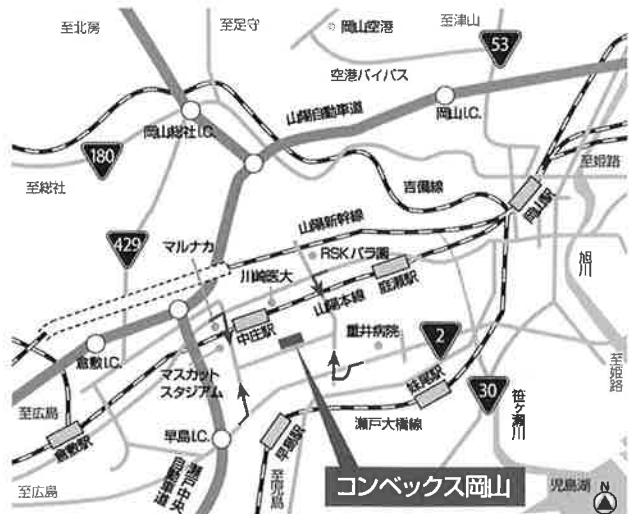 至北房
至足守
岡山空港
至津山
53
空港バイパス
山陽自動車道
岡山I.C.
岡山総社I.C.
180
至総社
吉備線
岡山駅
至姫路
429
マルナカ
山陽新幹線
RSKバラ園
旭川
川崎医大
庭瀬駅
山陽本線
中庄駅
重井病院
2
至姫路
倉敷I.C.
マスカット
スタジアム
妹尾駅
30
笹ヶ瀬川
至広島
倉敷駅
早島I.C.
早島駅
瀬戸大橋線
至広島
瀬戸中央
自動車道
至児島
コンベックス岡山
児島湖
N